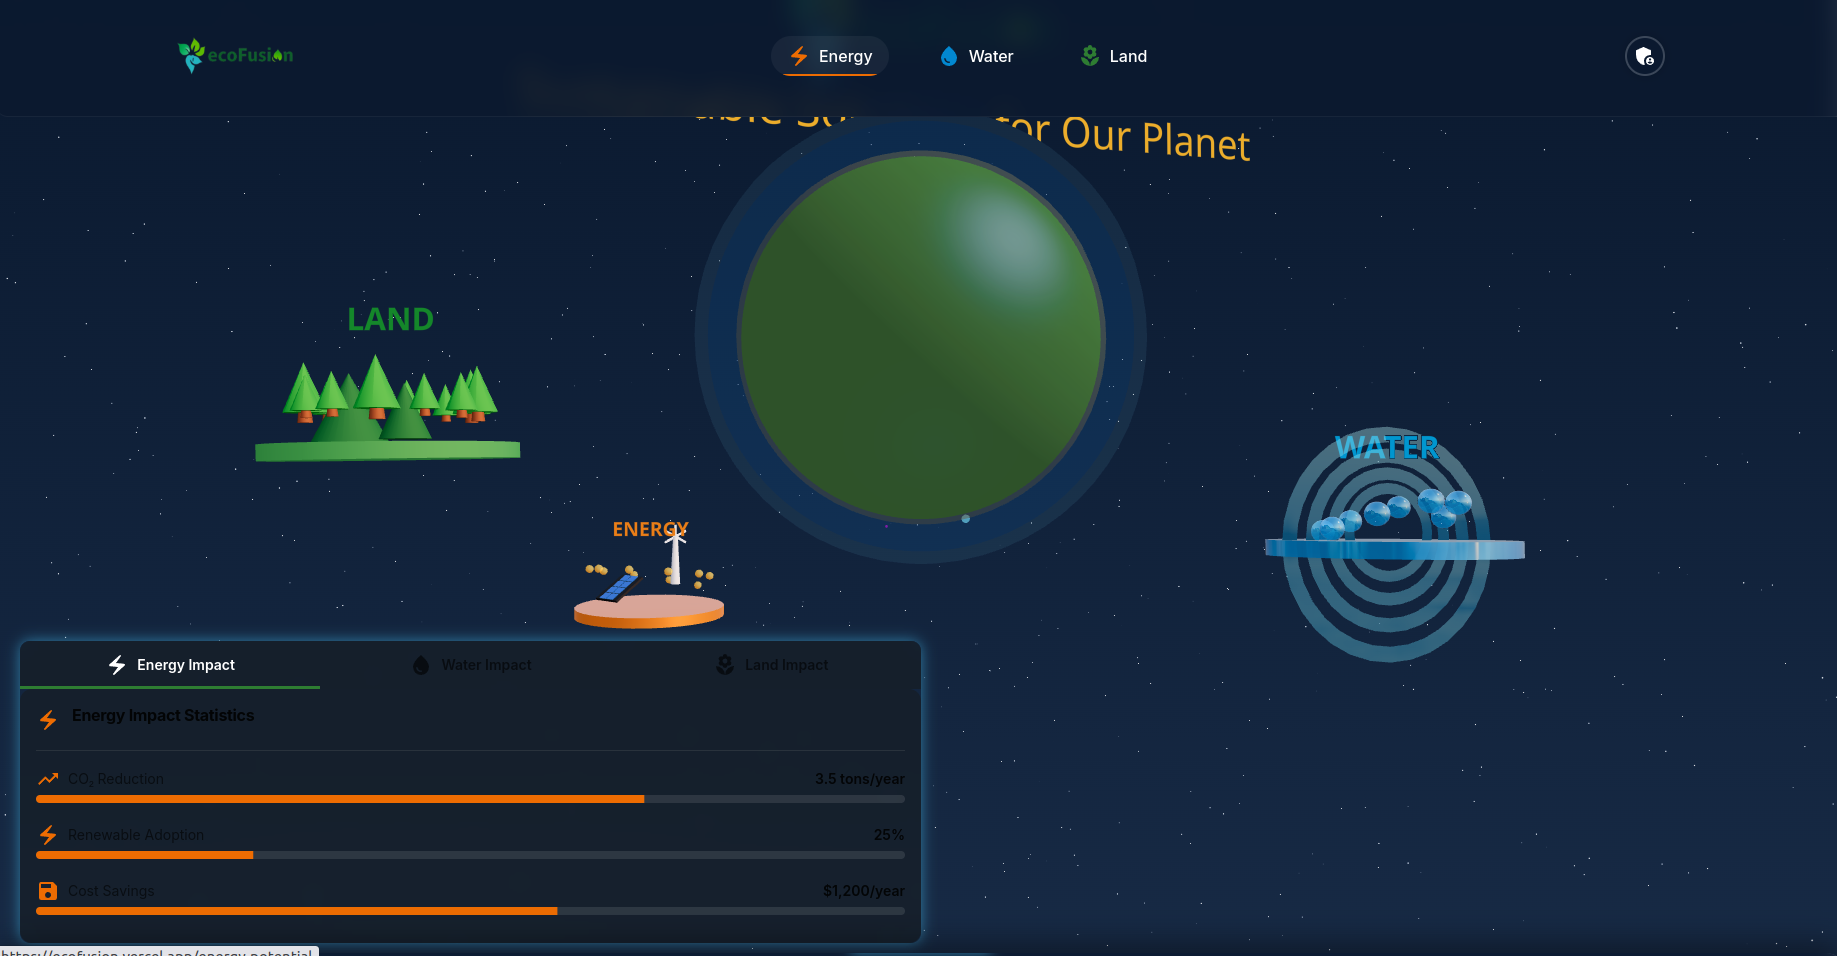 ecoFusion
Energy
Water
Land
for Our Planet
LAND
WATER
ENERGY
Energy Impact
Water Impact
Land Impact
Energy Impact Statistics
CO₂ Reduction
3.5 tons/year
Renewable Adoption
25%
Cost Savings
$1,200/year
https://ecofusion.vercel.app/energy-potential